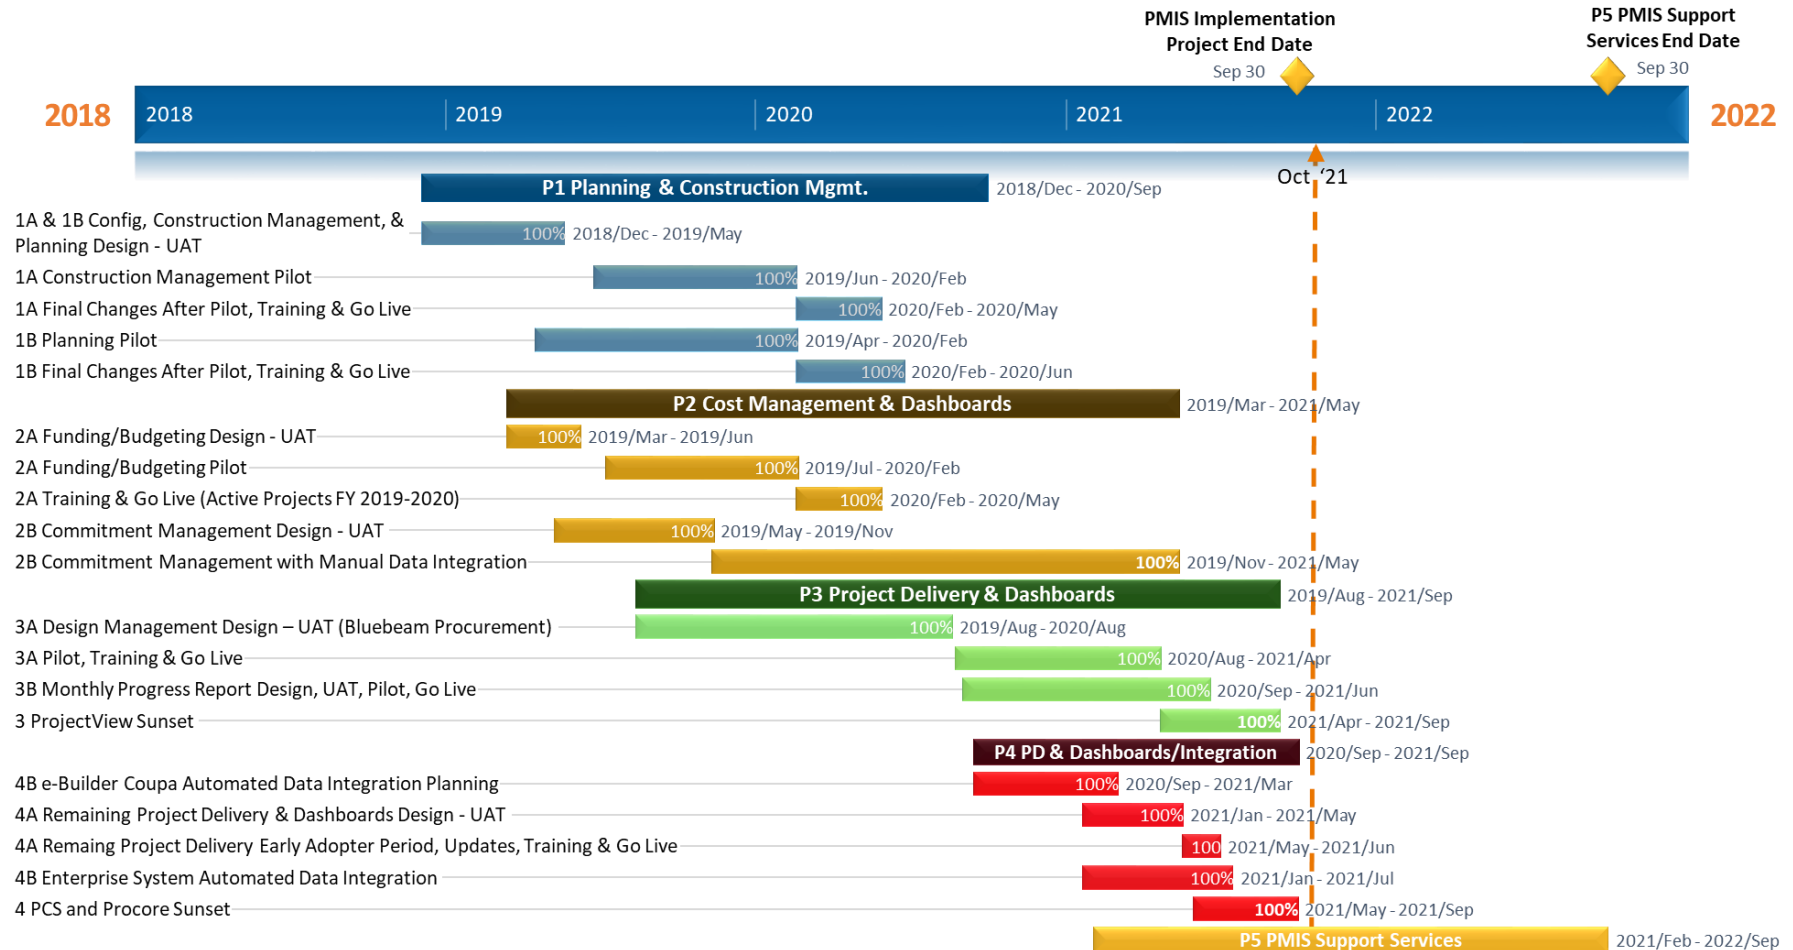 PMIS Implementation
Project End Date
Sep 30
P5 PMIS Support
Services End Date
Sep 30
2018
2018
2019
2020
2021
2022
2022
Oct '21
P1 Planning & Construction Mgmt.
2018/Dec - 2020/Sep
1A & 1B Config, Construction Management, &
Planning Design - UAT
100%
2018/Dec - 2019/May
1A Construction Management Pilot
100%
2019/Jun - 2020/Feb
1A Final Changes After Pilot, Training & Go Live
100%
2020/Feb - 2020/May
1B Planning Pilot
100%
2019/Apr - 2020/Feb
1B Final Changes After Pilot, Training & Go Live
100%
2020/Feb - 2020/Jun
P2 Cost Management & Dashboards
2019/Mar - 2021/May
2A Funding/Budgeting Design - UAT
100%
2019/Mar - 2019/Jun
2A Funding/Budgeting Pilot
100%
2019/Jul - 2020/Feb
2A Training & Go Live (Active Projects FY 2019-2020)
100%
2020/Feb - 2020/May
2B Commitment Management Design - UAT
100%
2019/May - 2019/Nov
2B Commitment Management with Manual Data Integration
100%
2019/Nov - 2021/May
P3 Project Delivery & Dashboards
2019/Aug - 2021/Sep
3A Design Management Design – UAT (Bluebeam Procurement)
100%
2019/Aug - 2020/Aug
3A Pilot, Training & Go Live
100%
2020/Aug - 2021/Apr
3B Monthly Progress Report Design, UAT, Pilot, Go Live
100%
2020/Sep - 2021/Jun
3 ProjectView Sunset
100%
2021/Apr - 2021/Sep
P4 PD & Dashboards/Integration
2020/Sep - 2021/Sep
4B e-Builder Coupa Automated Data Integration Planning
100%
2020/Sep - 2021/Mar
4A Remaining Project Delivery & Dashboards Design - UAT
100%
2021/Jan - 2021/May
4A Remaing Project Delivery Early Adopter Period, Updates, Training & Go Live
100
2021/May - 2021/Jun
4B Enterprise System Automated Data Integration
100%
2021/Jan - 2021/Jul
4 PCS and Procore Sunset
100%
2021/May - 2021/Sep
P5 PMIS Support Services
2021/Feb - 2022/Sep